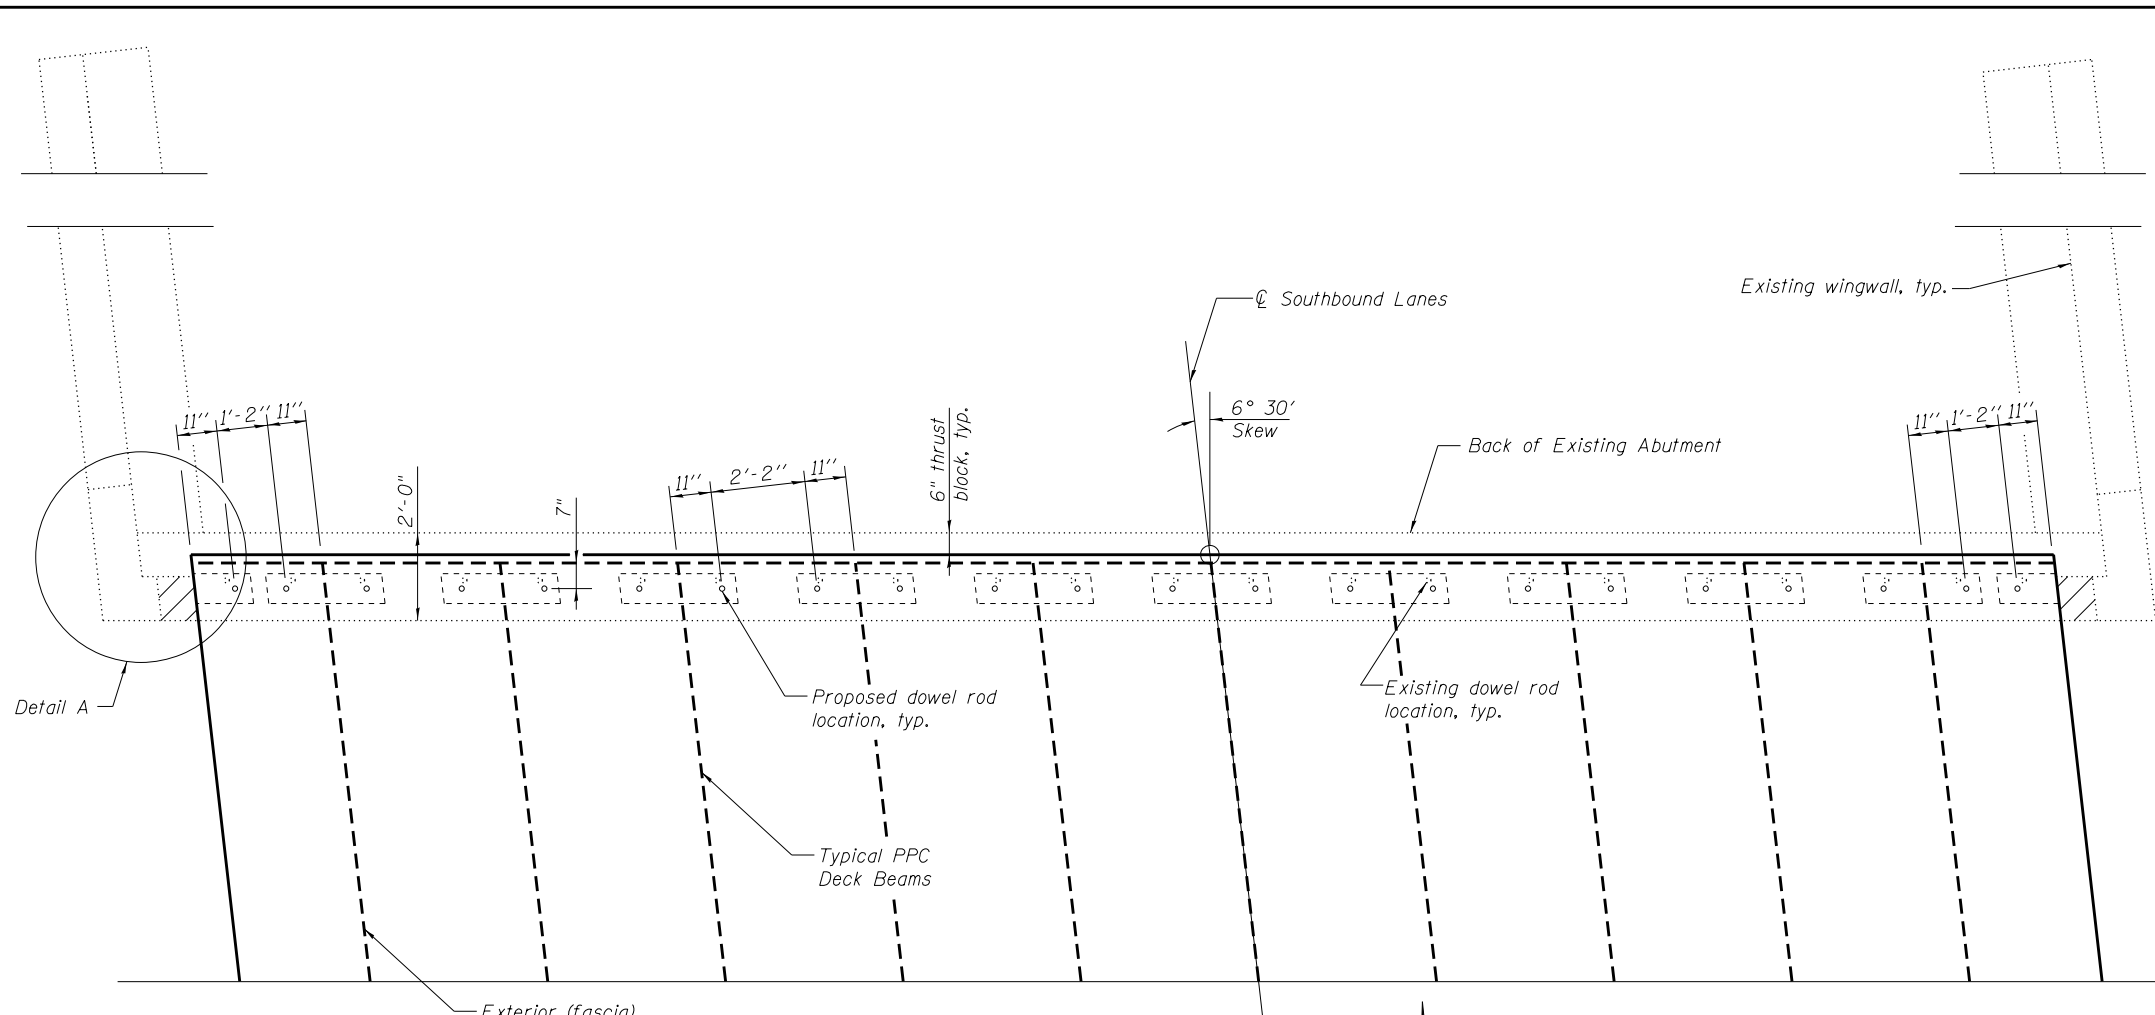 ℄ Southbound Lanes
Existing wingwall, typ.
6° 30′
Skew
11″ 1′-2″ 11″
11″ 1′-2″ 11″
Back of Existing Abutment
6" thrust
block, typ.
11″ 2′-2″ 11″
2′-0"
7"
Detail A
Proposed dowel rod
location, typ.
Existing dowel rod
location, typ.
Typical PPC
Deck Beams
Exterior (fascia)